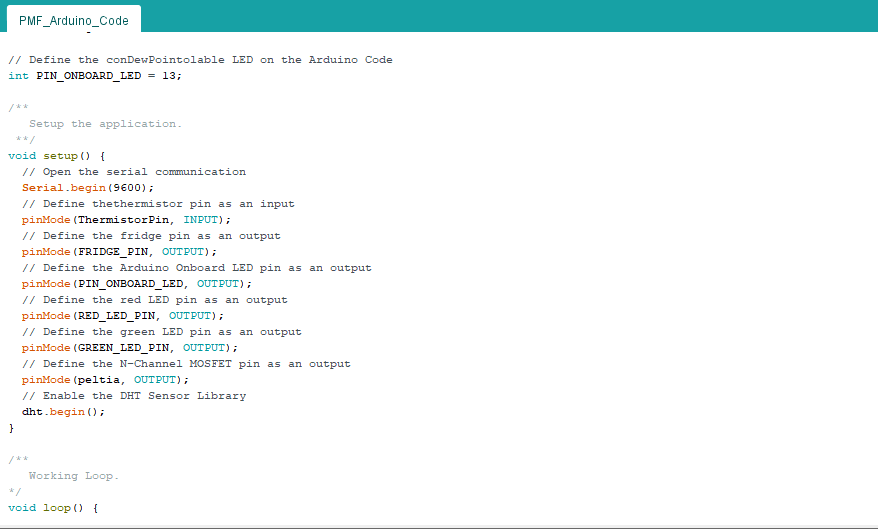 PMF_Arduino_Code
// Define the conDewPointolable LED on the Arduino Code
int PIN_ONBOARD_LED = 13;
/**
   Setup the application.
 **/
void setup() {
  // Open the serial communication
  Serial.begin(9600);
  // Define thethermistor pin as an input
  pinMode(ThermistorPin, INPUT);
  // Define the fridge pin as an output
  pinMode(FRIDGE_PIN, OUTPUT);
  // Define the Arduino Onboard LED pin as an output
  pinMode(PIN_ONBOARD_LED, OUTPUT);
  // Define the red LED pin as an output
  pinMode(RED_LED_PIN, OUTPUT);
  // Define the green LED pin as an output
  pinMode(GREEN_LED_PIN, OUTPUT);
  // Define the N-Channel MOSFET pin as an output
  pinMode(peltia, OUTPUT);
  // Enable the DHT Sensor Library
  dht.begin();
}
/**
   Working Loop.
*/
void loop() {